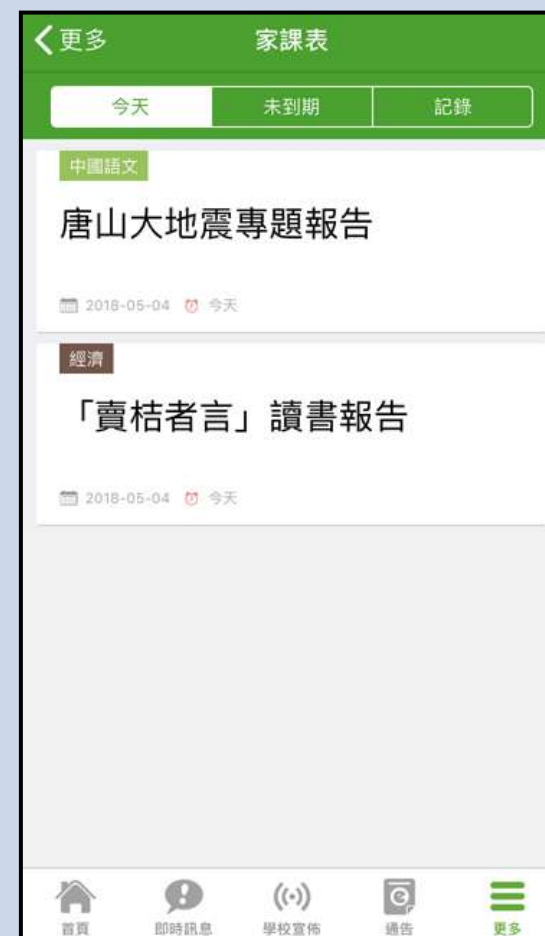 更多
家課表
今天
未到期
記錄
中國語文
唐山大地震專題報告
2018-05-04 今天
經濟
「賣桔者言」讀書報告
2018-05-04 今天
首頁
即時訊息
學校宣佈
通告
更多